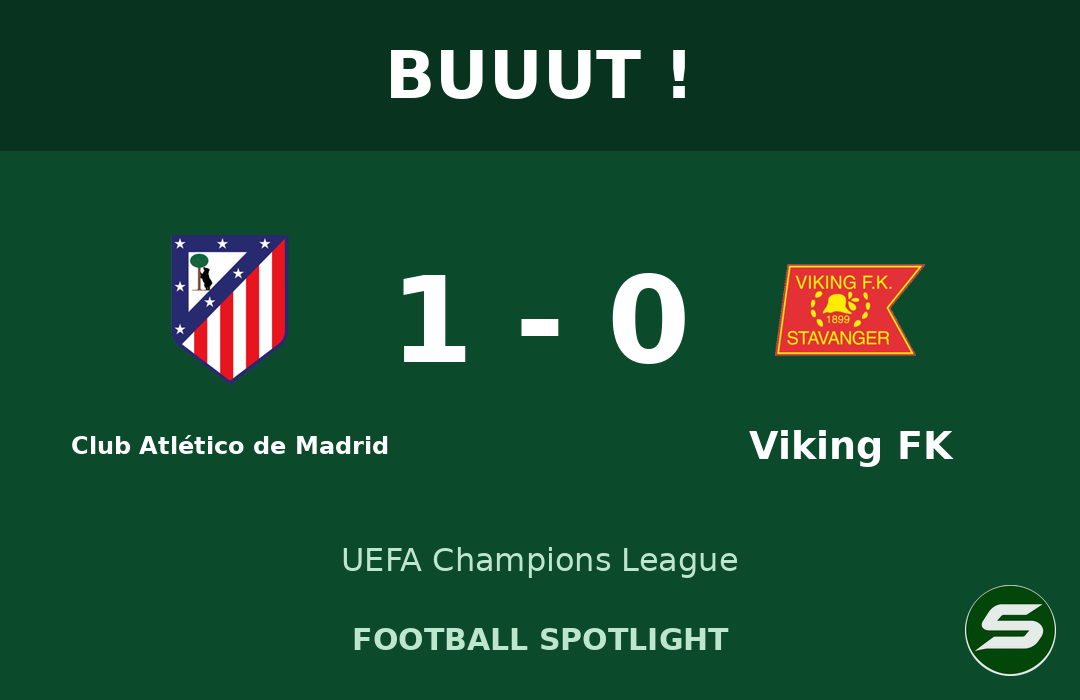 BUUUT !
1 - 0
VIKING F.K.
1899
STAVANGER
Club Atlético de Madrid
Viking FK
UEFA Champions League
FOOTBALL SPOTLIGHT
S